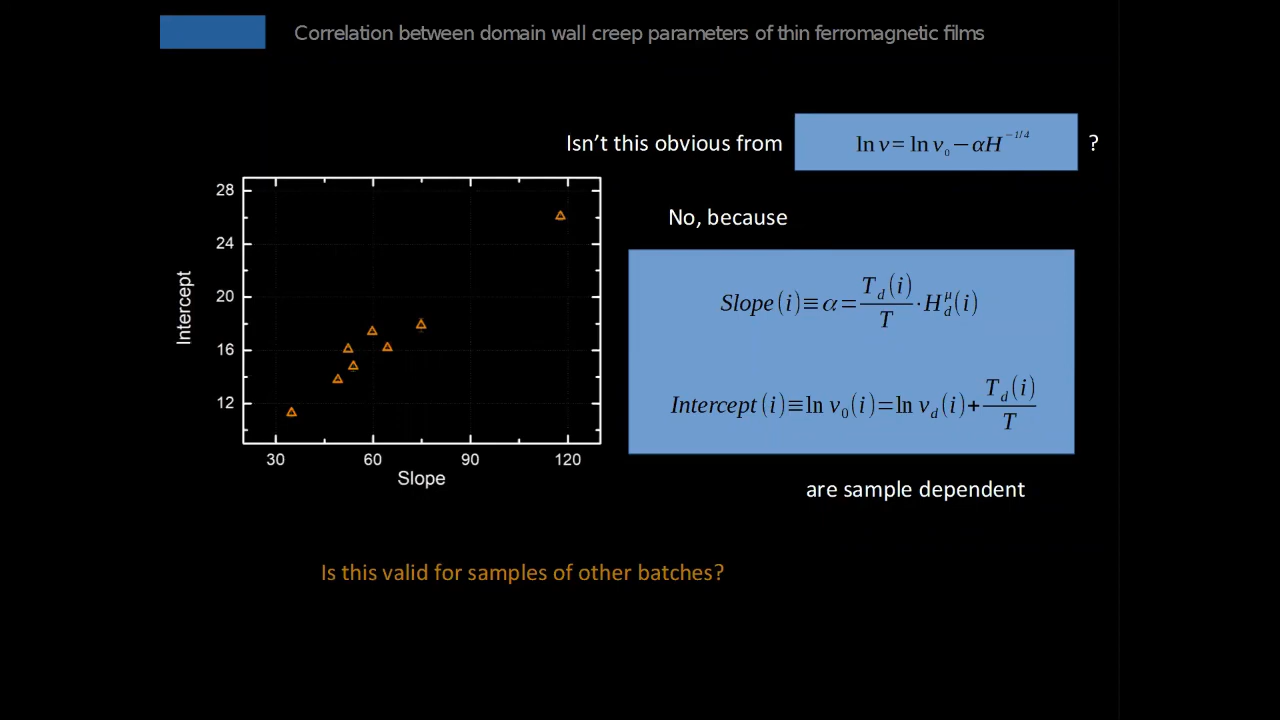 Correlation between domain wall creep parameters of thin ferromagnetic films
Isn't this obvious from ln v = ln v₀ − αH^−1/4 ?
No, because
Slope(i) ≡ α = T_d(i)/T · H_d^μ(i)
Intercept(i) ≡ ln v₀(i) = ln v_d(i) + T_d(i)/T
are sample dependent
Intercept
28
24
20
16
12
30 60 90 120
Slope
Is this valid for samples of other batches?